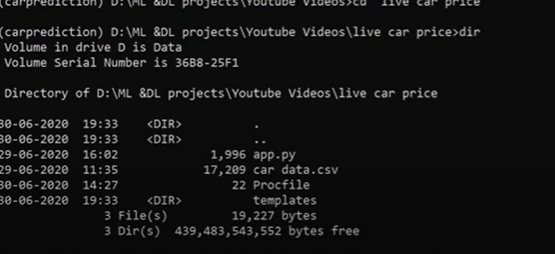 (carprediction) D:\ML &DL projects\Youtube Videos>cd live car price
(carprediction) D:\ML &DL projects\Youtube Videos\live car price>dir
Volume in drive D is Data
Volume Serial Number is 36B8-25F1
Directory of D:\ML &DL projects\Youtube Videos\live car price
30-06-2020 19:33 <DIR> .
30-06-2020 19:33 <DIR> ..
29-06-2020 16:02 1,996 app.py
29-06-2020 11:35 17,209 car data.csv
30-06-2020 14:27 22 Procfile
30-06-2020 19:33 <DIR> templates
3 File(s) 19,227 bytes
3 Dir(s) 439,483,543,552 bytes free